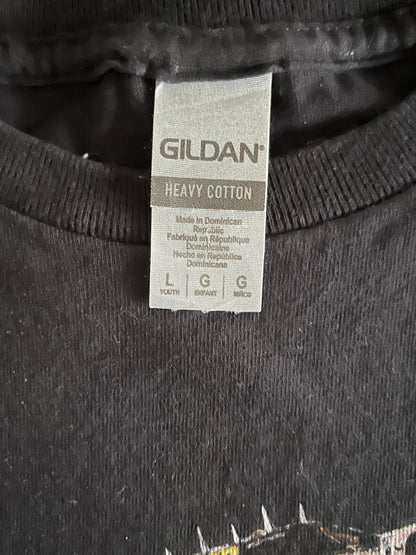 GILDAN®
HEAVY COTTON
Made in Dominican
Republic
Fabriqué en République
Dominicaine
Hecho en República
Dominicana
L G G
YOUTH ENFANT NIÑOS